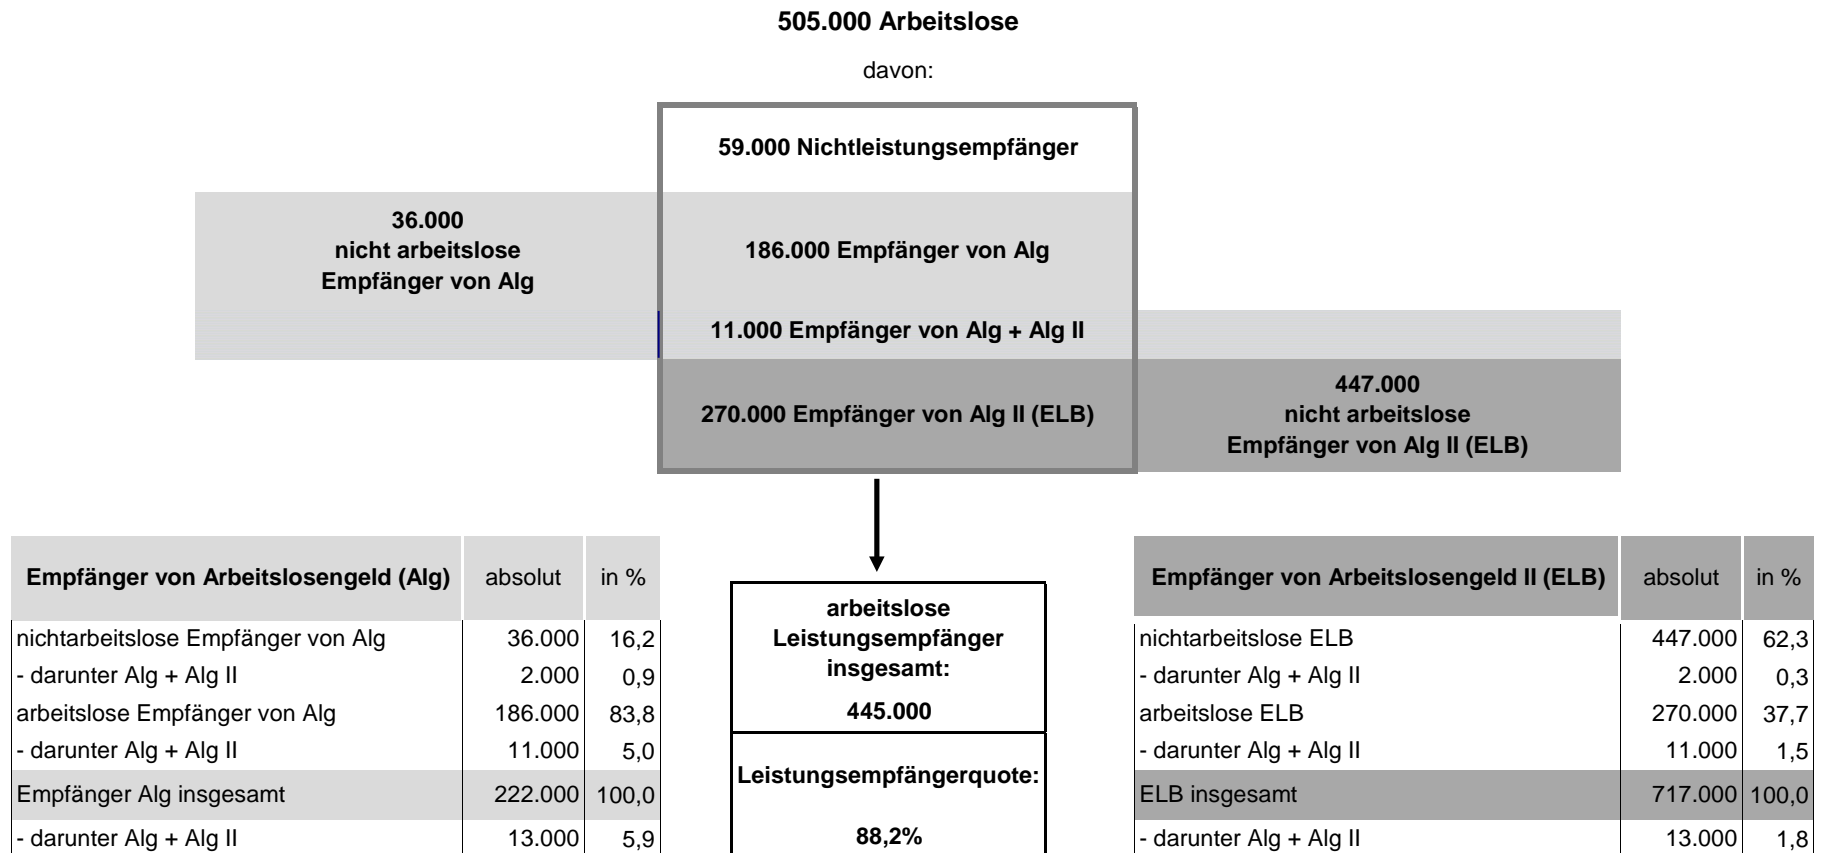 505.000 Arbeitslose
davon:
59.000 Nichtleistungsempfänger
36.000
nicht arbeitslose
Empfänger von Alg
186.000 Empfänger von Alg
11.000 Empfänger von Alg + Alg II
270.000 Empfänger von Alg II (ELB)
447.000
nicht arbeitslose
Empfänger von Alg II (ELB)
Empfänger von Arbeitslosengeld (Alg) absolut in %
nichtarbeitslose Empfänger von Alg 36.000 16,2
- darunter Alg + Alg II 2.000 0,9
arbeitslose Empfänger von Alg 186.000 83,8
- darunter Alg + Alg II 11.000 5,0
Empfänger Alg insgesamt 222.000 100,0
- darunter Alg + Alg II 13.000 5,9
arbeitslose
Leistungsempfänger
insgesamt:
445.000
Leistungsempfängerquote:
88,2%
Empfänger von Arbeitslosengeld II (ELB) absolut in %
nichtarbeitslose ELB 447.000 62,3
- darunter Alg + Alg II 2.000 0,3
arbeitslose ELB 270.000 37,7
- darunter Alg + Alg II 11.000 1,5
ELB insgesamt 717.000 100,0
- darunter Alg + Alg II 13.000 1,8